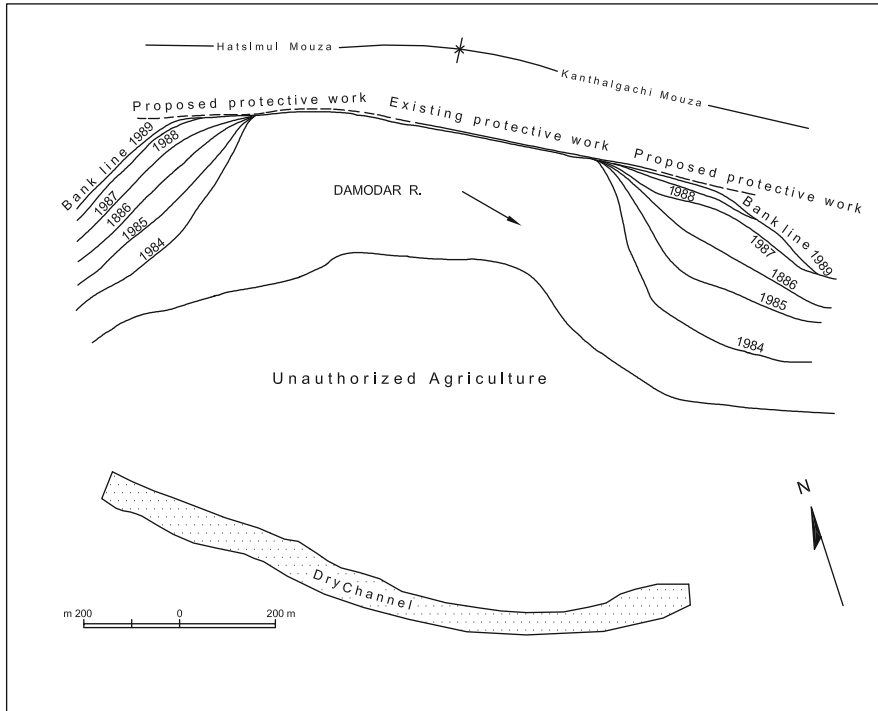 HatsImul Mouza
Kanthalgachi Mouza
Proposed protective work
Existing protective work
Proposed protective work
Bank line 1989
1988
1987
1886
1985
1984
DAMODAR R.
1988
Bank line 1989
1987
1886
1985
1984
Unauthorized Agriculture
N
DryChannel
m 200 0 200 m